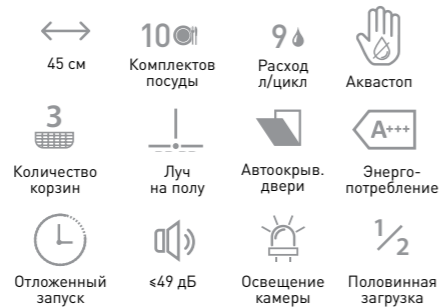 10
9
45 см
Комплектов посуды
Расход л/цикл
Аквастоп
3
A+++
Количество корзин
Луч на полу
Автооткрыв. двери
Энерго-потребление
1/2
Отложенный запуск
≤49 дБ
Освещение камеры
Половинная загрузка